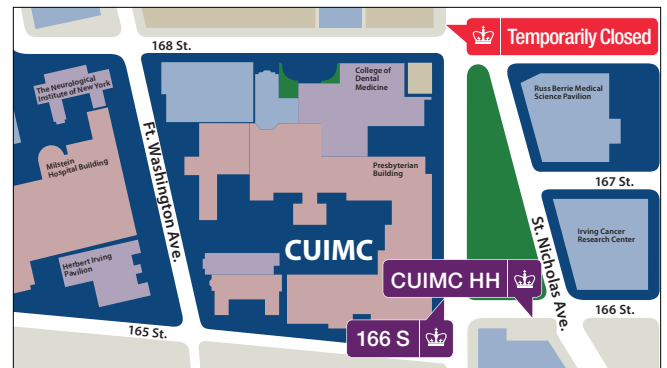 168 St.
Temporarily Closed
The Neurological
Institute of New York
College of
Dental
Medicine
Russ Berrie Medical
Science Pavilion
Ft. Washington Ave.
Milstein
Hospital Building
Presbyterian
Building
167 St.
St. Nicholas Ave.
Irving Cancer
Research Center
CUIMC
Herbert Irving
Pavilion
CUIMC HH
166 St.
165 St.
166 S